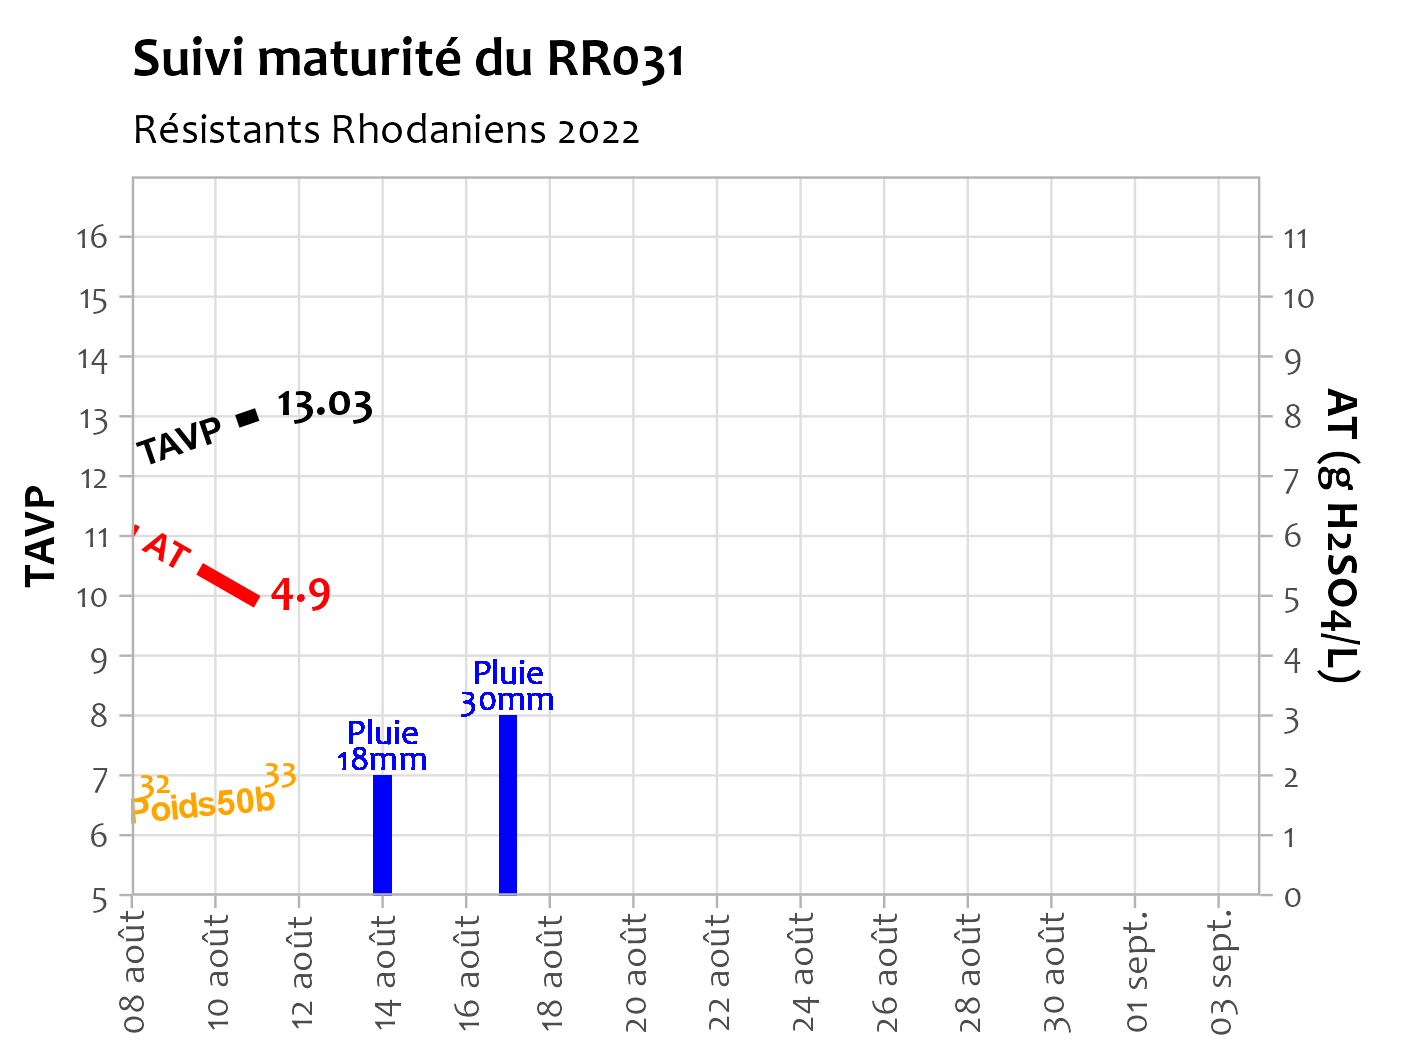 Suivi maturité du RR031
Résistants Rhodaniens 2022
TAVP
16
15
14
13
12
11
10
9
8
7
6
5
TAVP
13.03
AT
4.9
Pluie
30mm
Pluie
18mm
32
33
Poids50b
11
10
9
8
7
6
5
4
3
2
1
0
AT (g H2SO4/L)
08 août
10 août
12 août
14 août
16 août
18 août
20 août
22 août
24 août
26 août
28 août
30 août
01 sept.
03 sept.